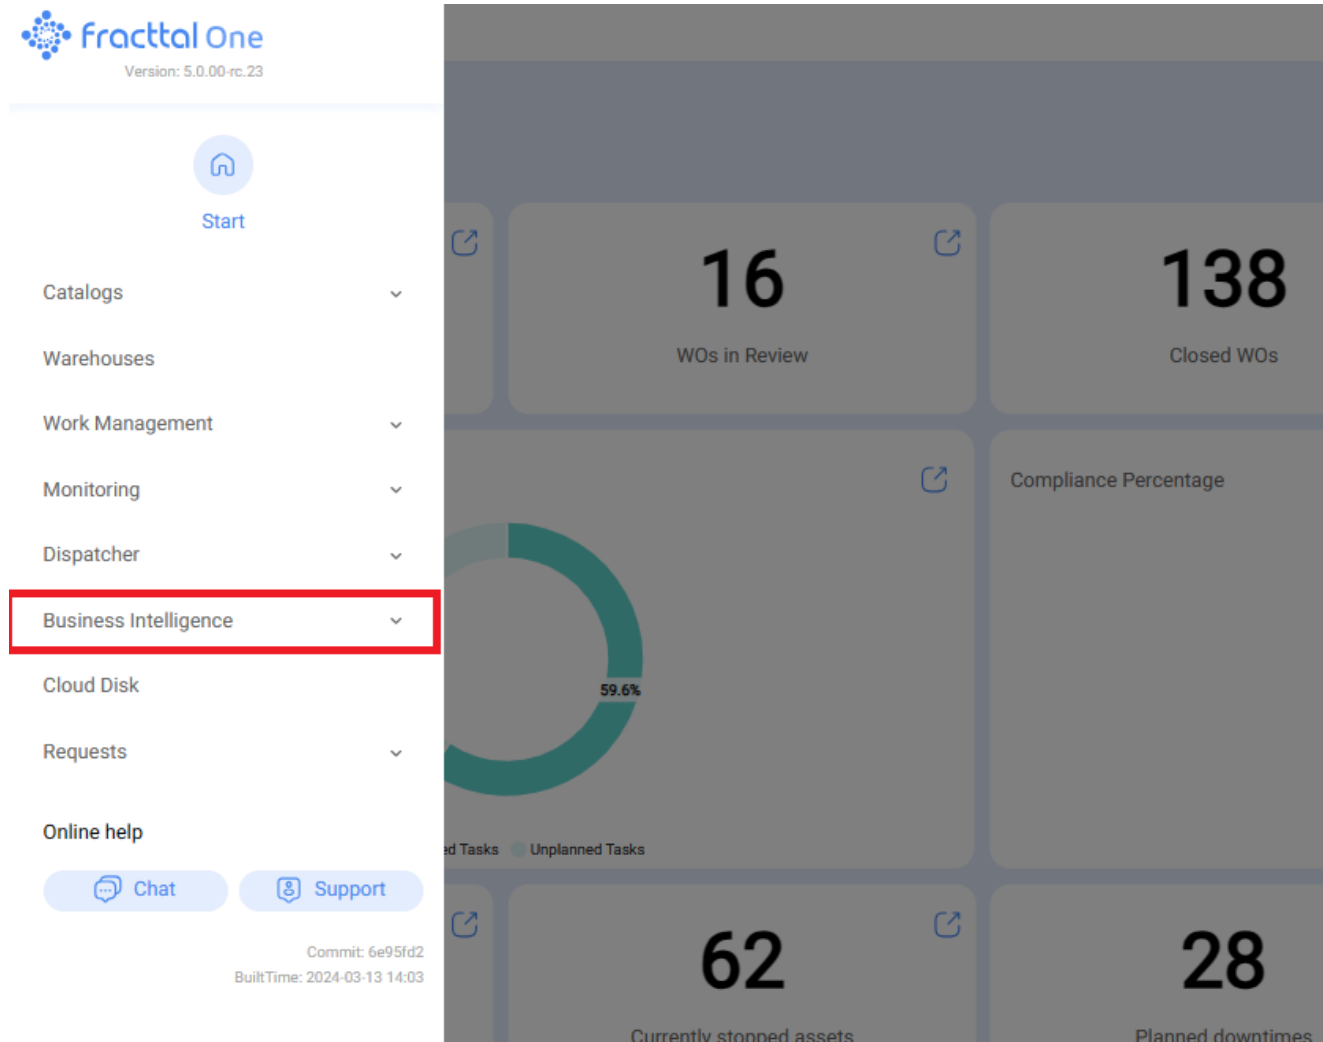 fracttal One
Version: 5.0.00-rc.23
Start
Catalogs
Warehouses
Work Management
Monitoring
Dispatcher
Business Intelligence
Cloud Disk
Requests
Online help
Chat
Support
Commit: 6e95fd2
BuiltTime: 2024-03-13 14:03
16
WOs in Review
138
Closed WOs
Compliance Percentage
59.6%
ed Tasks
Unplanned Tasks
62
Currently stopped assets
28
Planned downtimes